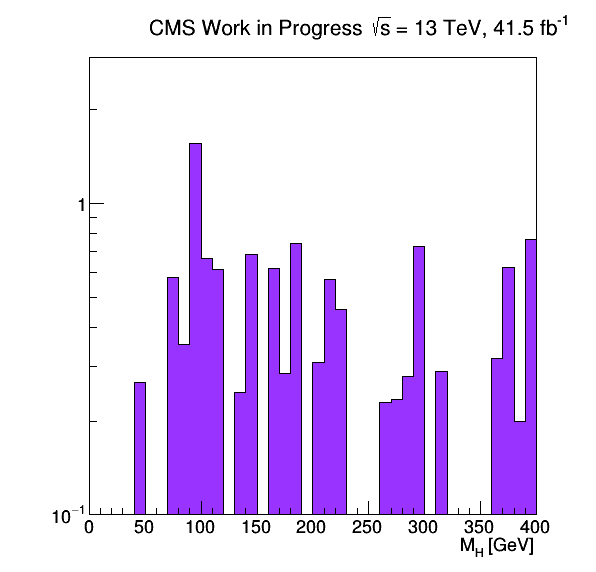 CMS Work in Progress √s = 13 TeV, 41.5 fb⁻¹
1
10⁻¹
0 50 100 150 200 250 300 350 400
M_H [GeV]